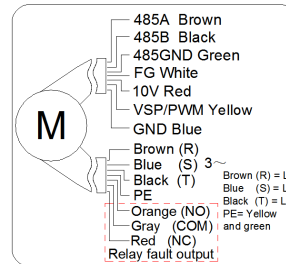 485A Brown
485B Black
485GND Green
FG White
10V Red
VSP/PWM Yellow
GND Blue
M
Brown (R)
Blue (S) 3～
Black (T)
PE
Brown (R) = L
Blue (S) = L
Black (T) = L
PE= Yellow
and green
Orange (NO)
Gray (COM)
Red (NC)
Relay fault output